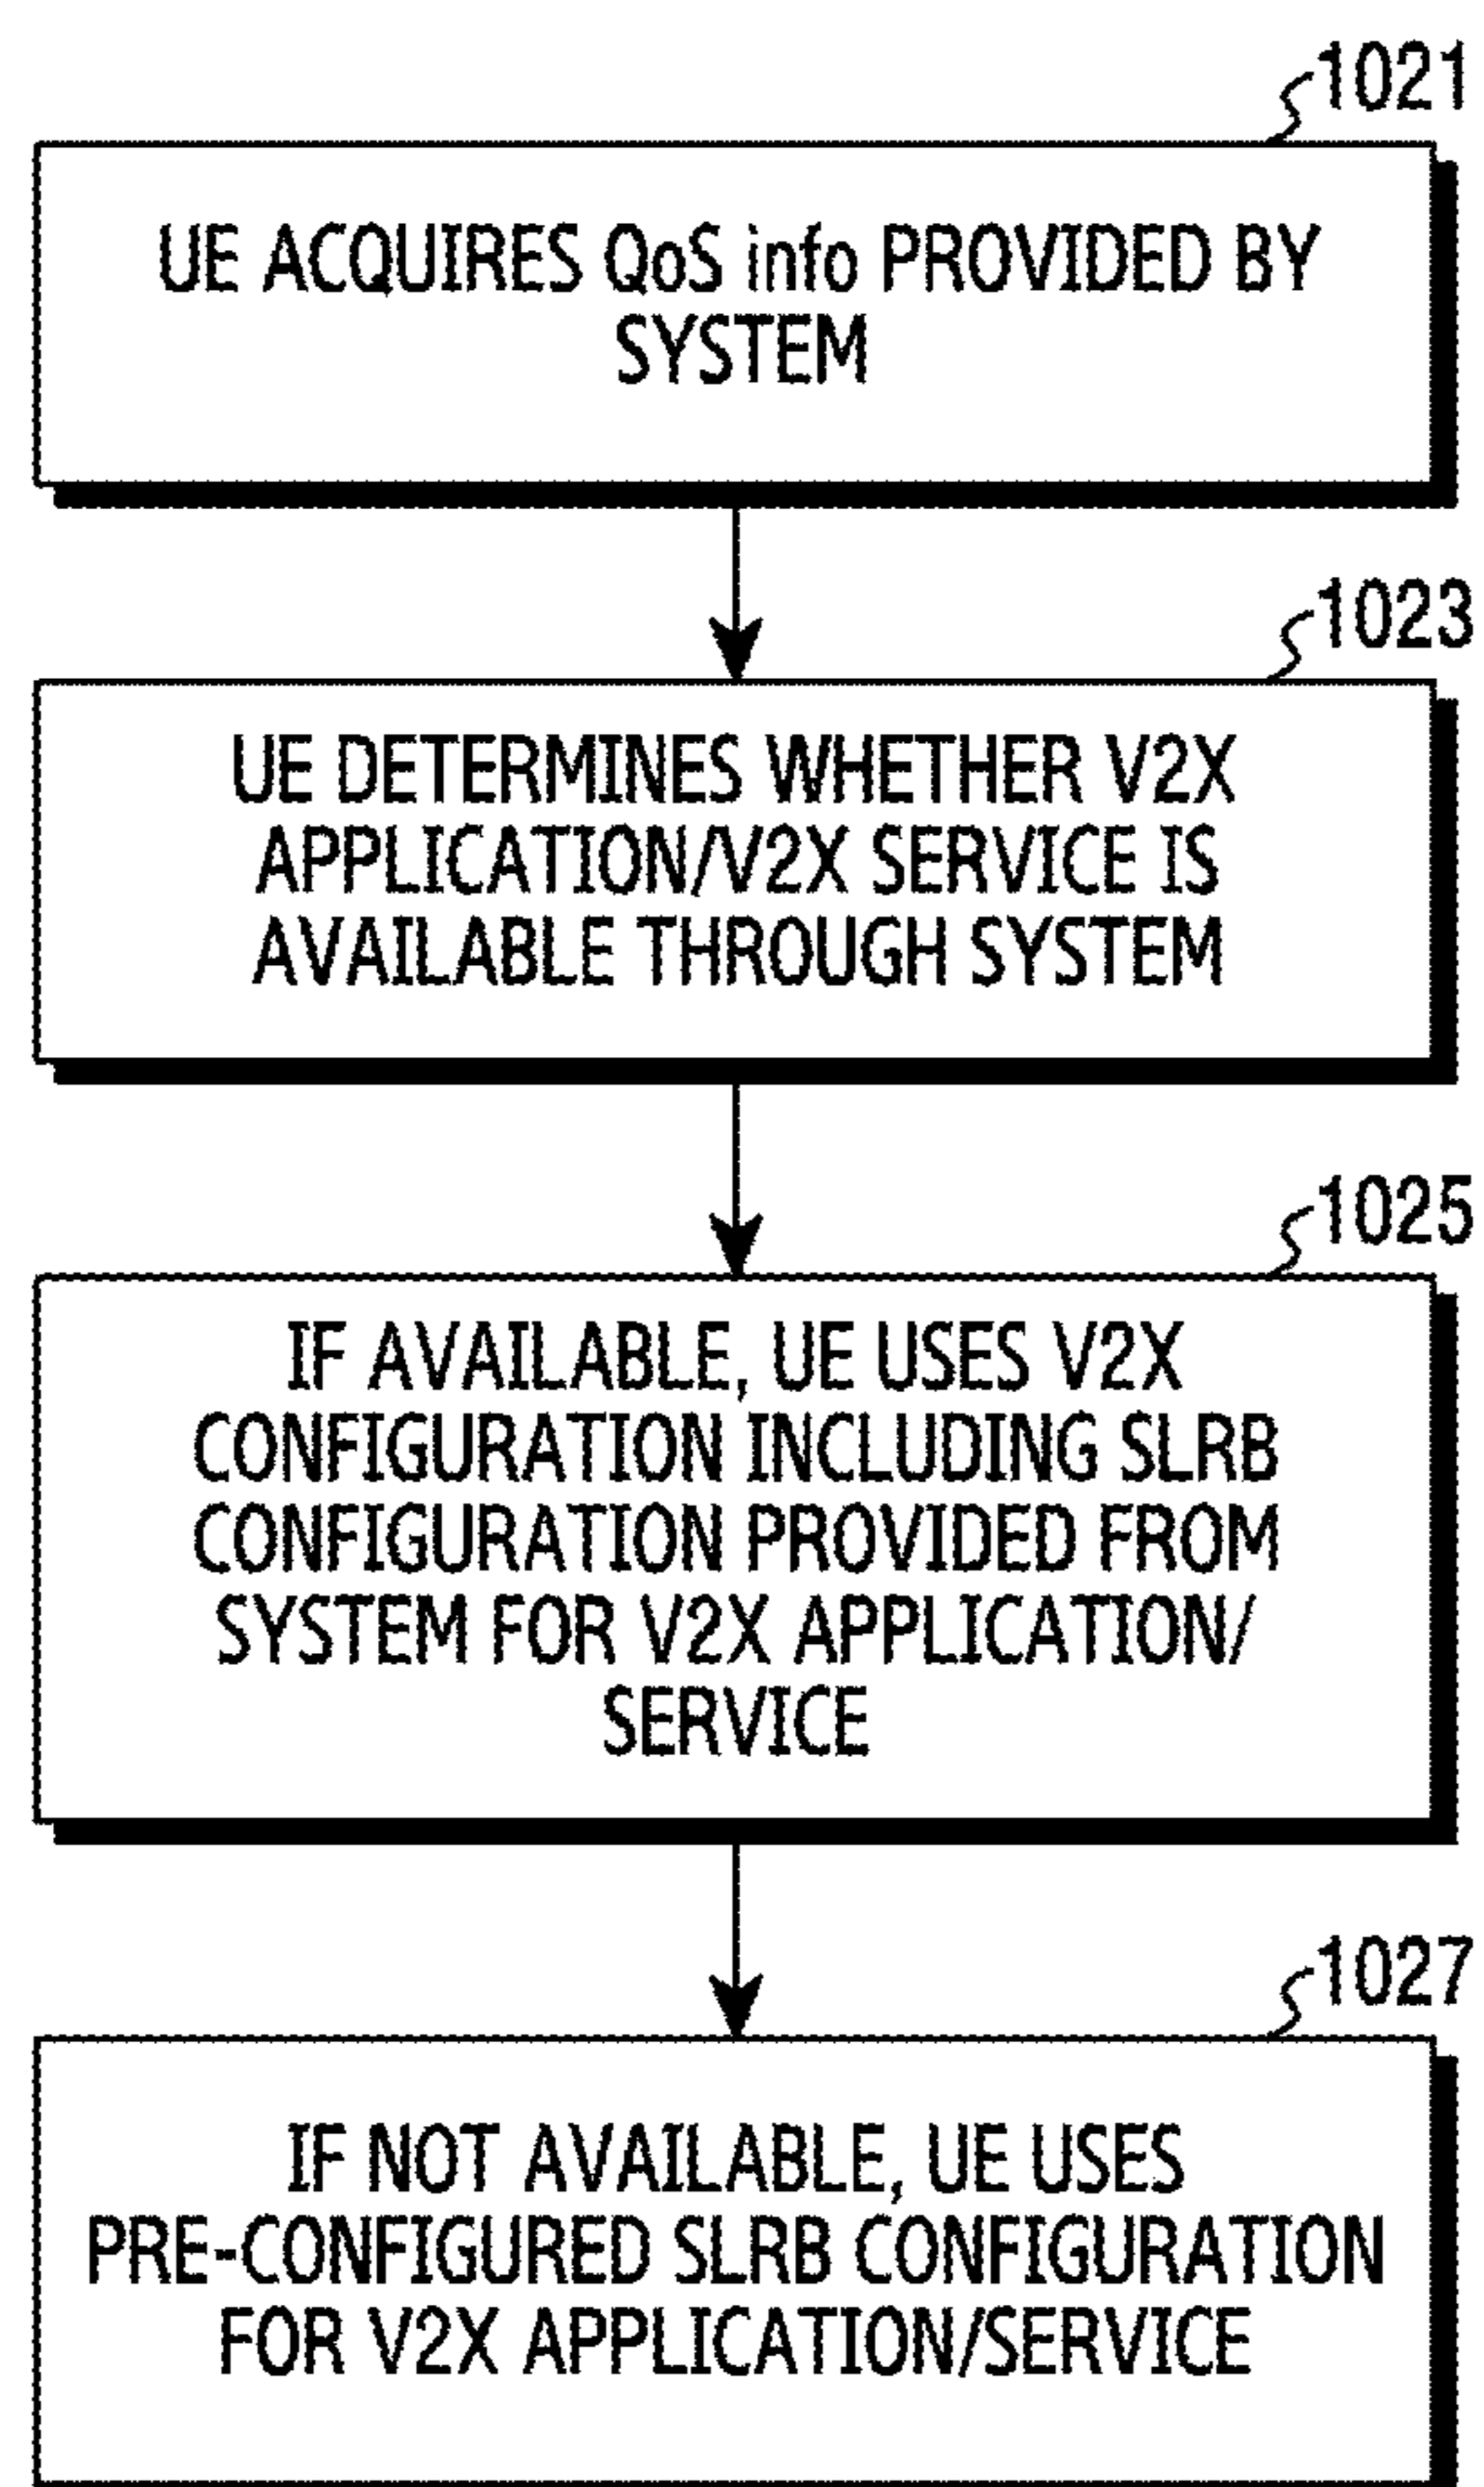 1021
UE ACQUIRES QoS info PROVIDED BY
SYSTEM
1023
UE DETERMINES WHETHER V2X
APPLICATION/V2X SERVICE IS
AVAILABLE THROUGH SYSTEM
1025
IF AVAILABLE, UE USES V2X
CONFIGURATION INCLUDING SLRB
CONFIGURATION PROVIDED FROM
SYSTEM FOR V2X APPLICATION/
SERVICE
1027
IF NOT AVAILABLE, UE USES
PRE-CONFIGURED SLRB CONFIGURATION
FOR V2X APPLICATION/SERVICE